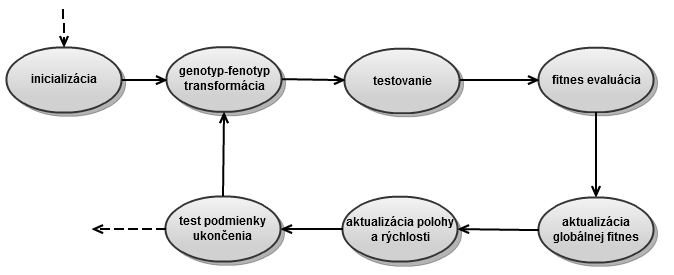 inicializácia
genotyp-fenotyp
transformácia
testovanie
fitnes evaluácia
aktualizácia
globálnej fitnes
aktualizácia polohy
a rýchlosti
test podmienky
ukončenia